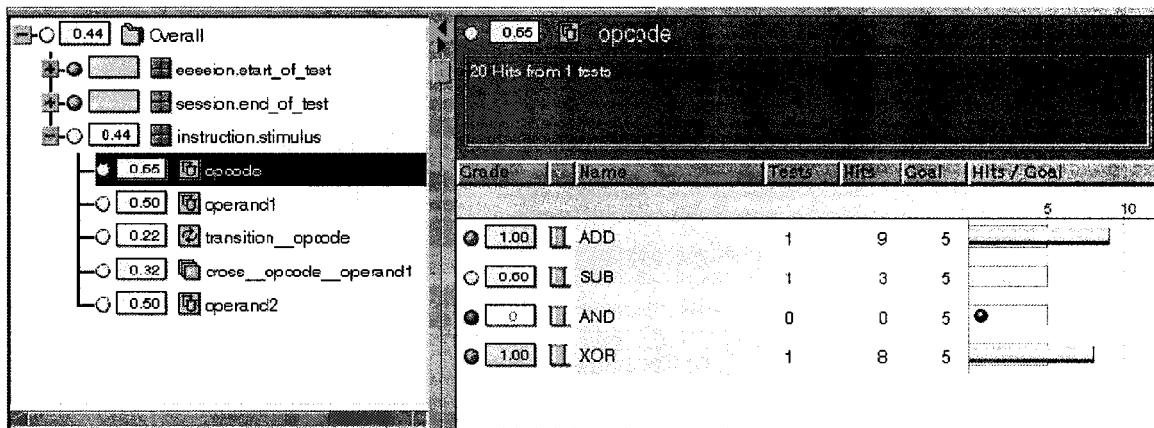 0.44 Overall
session.start_of_test
session.end_of_test
0.44 instruction.stimulus
0.65 opcode
0.50 operand1
0.22 transition__opcode
0.32 cross__opcode__operand1
0.50 operand2
0.65 opcode
20 Hits from 1 tests
Grade Name Tests Hits Goal Hits / Goal
5 10
1.00 ADD 1 9 5
0.60 SUB 1 3 5
0 AND 0 0 5
1.00 XOR 1 8 5